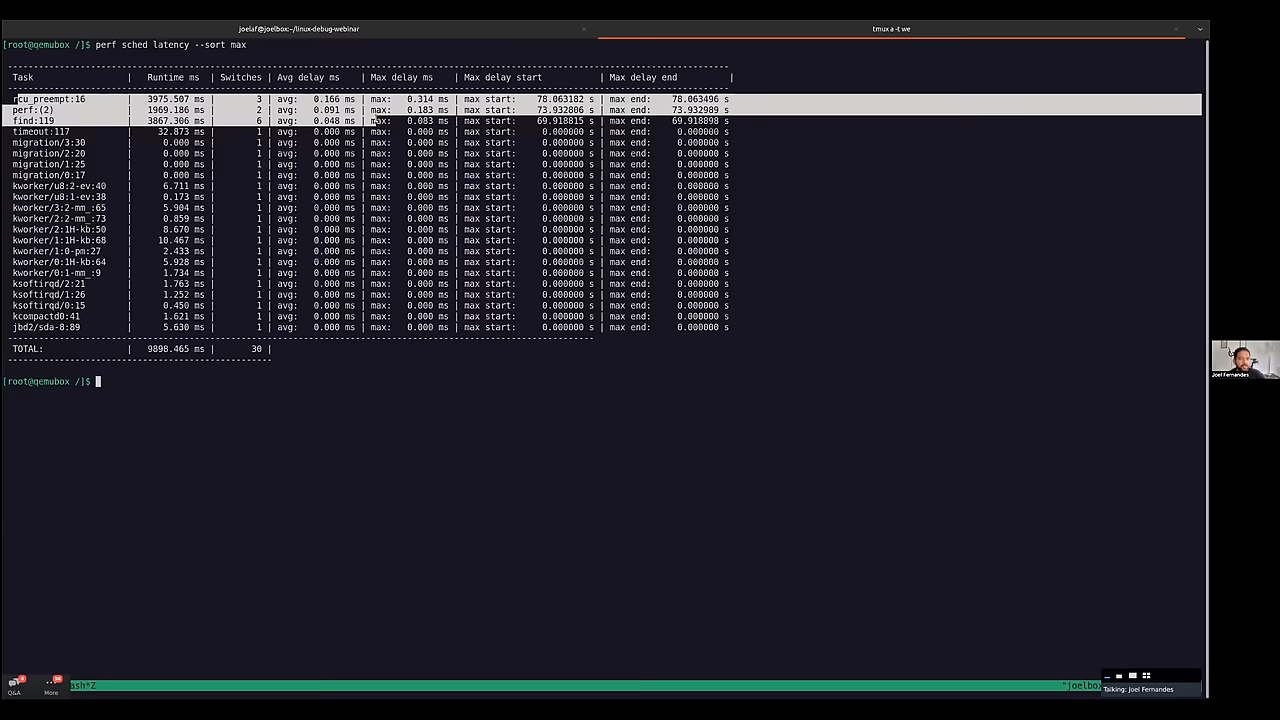 joelaf@joelbox:~/linux-debug-webinar × tmux a -t we ×
[root@qemubox /]$ perf sched latency --sort max
-------------------------------------------------------------------------------------------------------------------------------------------
Task | Runtime ms | Switches | Avg delay ms | Max delay ms | Max delay start | Max delay end |
rcu_preempt:16 | 3975.507 ms | 3 | avg: 0.166 ms | max: 0.314 ms | max start: 78.063182 s | max end: 78.063496 s
perf:(2) | 1969.186 ms | 2 | avg: 0.091 ms | max: 0.183 ms | max start: 73.932806 s | max end: 73.932989 s
find:119 | 3867.306 ms | 6 | avg: 0.048 ms | max: 0.083 ms | max start: 69.918815 s | max end: 69.918898 s
timeout:117 | 32.873 ms | 1 | avg: 0.000 ms | max: 0.000 ms | max start: 0.000000 s | max end: 0.000000 s
migration/3:30 | 0.000 ms | 1 | avg: 0.000 ms | max: 0.000 ms | max start: 0.000000 s | max end: 0.000000 s
migration/2:20 | 0.000 ms | 1 | avg: 0.000 ms | max: 0.000 ms | max start: 0.000000 s | max end: 0.000000 s
migration/1:25 | 0.000 ms | 1 | avg: 0.000 ms | max: 0.000 ms | max start: 0.000000 s | max end: 0.000000 s
migration/0:17 | 0.000 ms | 1 | avg: 0.000 ms | max: 0.000 ms | max start: 0.000000 s | max end: 0.000000 s
kworker/u8:2-ev:40 | 6.711 ms | 1 | avg: 0.000 ms | max: 0.000 ms | max start: 0.000000 s | max end: 0.000000 s
kworker/u8:1-ev:38 | 0.173 ms | 1 | avg: 0.000 ms | max: 0.000 ms | max start: 0.000000 s | max end: 0.000000 s
kworker/3:2-mm_:65 | 5.904 ms | 1 | avg: 0.000 ms | max: 0.000 ms | max start: 0.000000 s | max end: 0.000000 s
kworker/2:2-mm_:73 | 0.859 ms | 1 | avg: 0.000 ms | max: 0.000 ms | max start: 0.000000 s | max end: 0.000000 s
kworker/2:1H-kb:50 | 8.670 ms | 1 | avg: 0.000 ms | max: 0.000 ms | max start: 0.000000 s | max end: 0.000000 s
kworker/1:1H-kb:68 | 10.467 ms | 1 | avg: 0.000 ms | max: 0.000 ms | max start: 0.000000 s | max end: 0.000000 s
kworker/1:0-pm:27 | 2.433 ms | 1 | avg: 0.000 ms | max: 0.000 ms | max start: 0.000000 s | max end: 0.000000 s
kworker/0:1H-kb:64 | 5.928 ms | 1 | avg: 0.000 ms | max: 0.000 ms | max start: 0.000000 s | max end: 0.000000 s
kworker/0:1-mm_:9 | 1.734 ms | 1 | avg: 0.000 ms | max: 0.000 ms | max start: 0.000000 s | max end: 0.000000 s
ksoftirqd/2:21 | 1.763 ms | 1 | avg: 0.000 ms | max: 0.000 ms | max start: 0.000000 s | max end: 0.000000 s
ksoftirqd/1:26 | 1.252 ms | 1 | avg: 0.000 ms | max: 0.000 ms | max start: 0.000000 s | max end: 0.000000 s
ksoftirqd/0:15 | 0.450 ms | 1 | avg: 0.000 ms | max: 0.000 ms | max start: 0.000000 s | max end: 0.000000 s
kcompactd0:41 | 1.621 ms | 1 | avg: 0.000 ms | max: 0.000 ms | max start: 0.000000 s | max end: 0.000000 s
jbd2/sda-8:89 | 5.630 ms | 1 | avg: 0.000 ms | max: 0.000 ms | max start: 0.000000 s | max end: 0.000000 s
TOTAL: | 9898.465 ms | 30 |
[root@qemubox /]$
Joel Fernandes
ash*Z "joelbo
Q&A More
Talking: Joel Fernandes